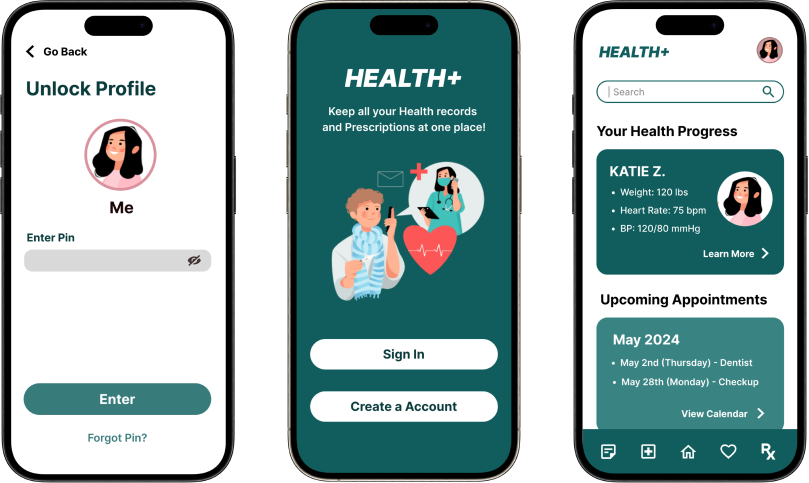 Go Back
Unlock Profile
Me
Enter Pin
Enter
Forgot Pin?
HEALTH+
Keep all your Health records
and Prescriptions at one place!
Sign In
Create a Account
HEALTH+
Search
Your Health Progress
KATIE Z.
• Weight: 120 lbs
• Heart Rate: 75 bpm
• BP: 120/80 mmHg
Learn More
Upcoming Appointments
May 2024
• May 2nd (Thursday) - Dentist
• May 28th (Monday) - Checkup
View Calendar
Rx